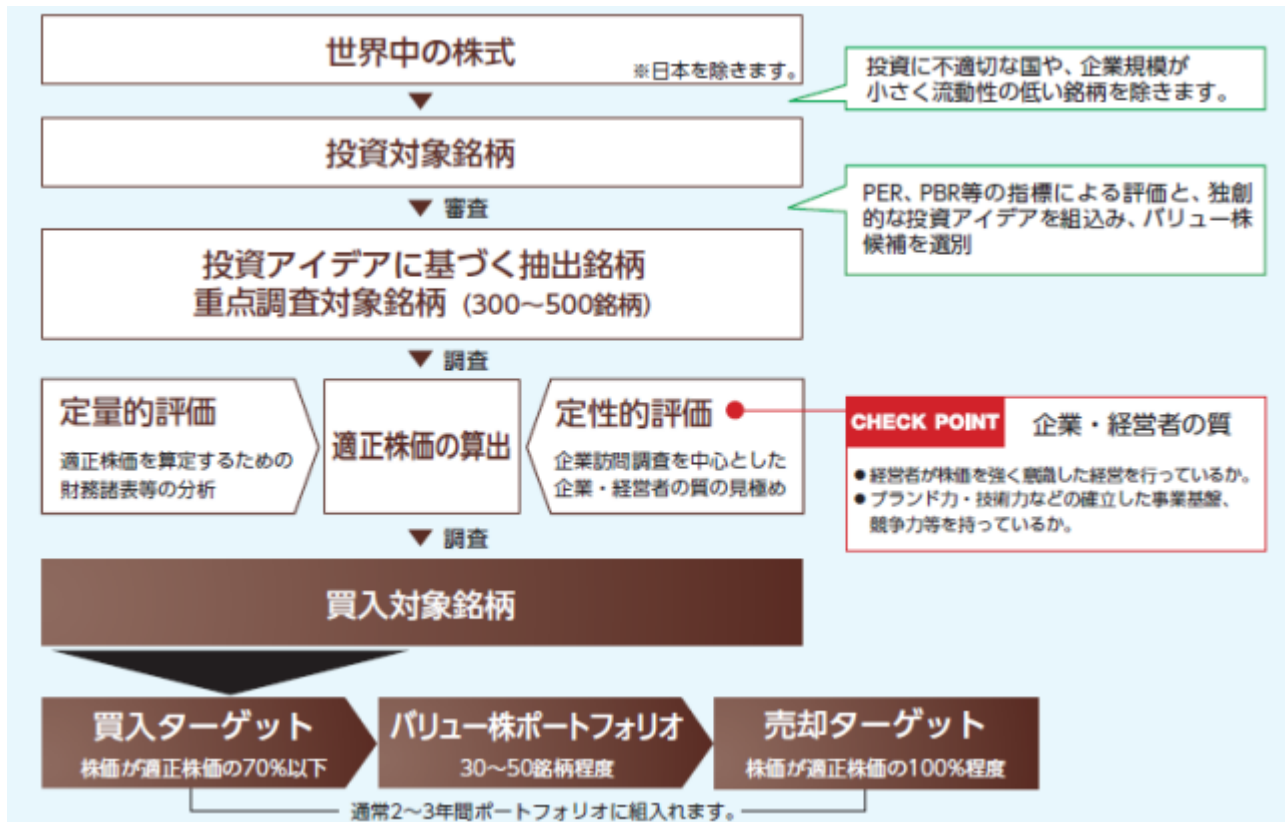 世界中の株式
※日本を除きます。
投資に不適切な国や、企業規模が
小さく流動性の低い銘柄を除きます。
投資対象銘柄
審査
PER、PBR等の指標による評価と、独創
的な投資アイデアを組込み、バリュー株
候補を選別
投資アイデアに基づく抽出銘柄
重点調査対象銘柄 (300〜500銘柄)
調査
定量的評価
適正株価を算定するための
財務諸表等の分析
適正株価の算出
定性的評価
企業訪問調査を中心とした
企業・経営者の質の見極め
CHECK POINT 企業・経営者の質
●経営者が株価を強く意識した経営を行っているか。
●ブランド力・技術力などの確立した事業基盤、
競争力等を持っているか。
調査
買入対象銘柄
買入ターゲット
株価が適正株価の70%以下
バリュー株ポートフォリオ
30〜50銘柄程度
売却ターゲット
株価が適正株価の100%程度
通常2〜3年間ポートフォリオに組入れます。